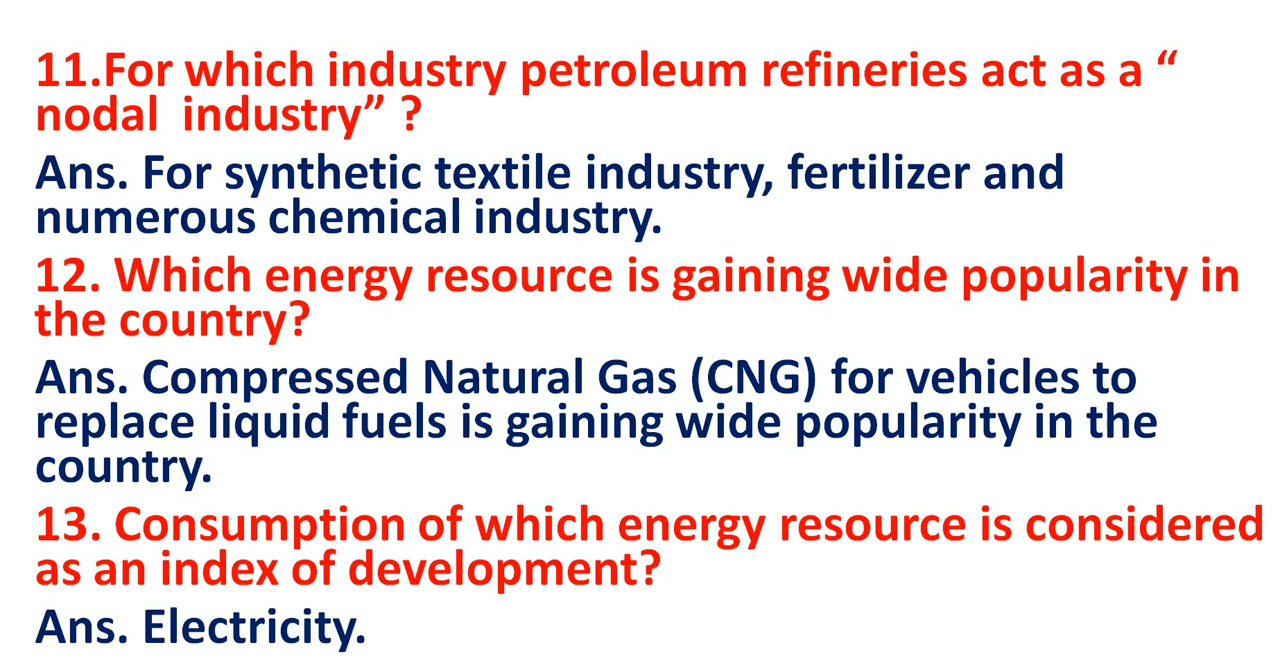 11.For which industry petroleum refineries act as a “
nodal  industry” ?
Ans. For synthetic textile industry, fertilizer and
numerous chemical industry.
12. Which energy resource is gaining wide popularity in
the country?
Ans. Compressed Natural Gas (CNG) for vehicles to
replace liquid fuels is gaining wide popularity in the
country.
13. Consumption of which energy resource is considered
as an index of development?
Ans. Electricity.